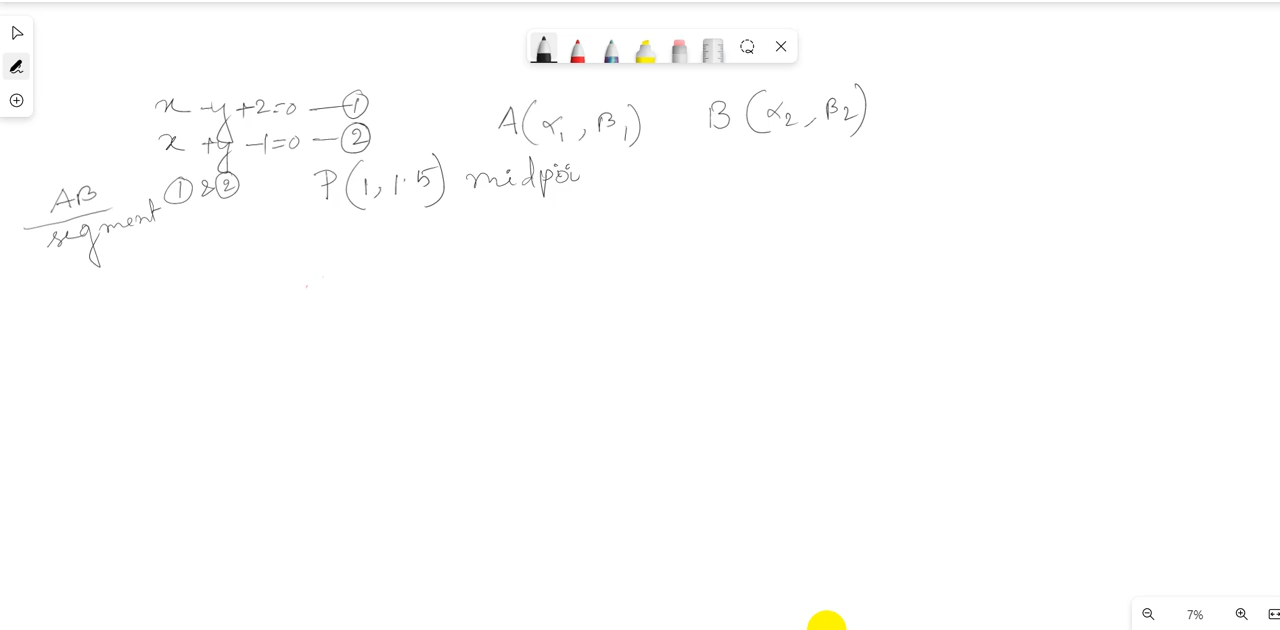 x - y + 2 = 0 — ①
x + y - 1 = 0 — ②
A(α₁, β₁)
B(α₂, β₂)
AB
segment
① & ②
P(1, 1.5) midpoi
7%